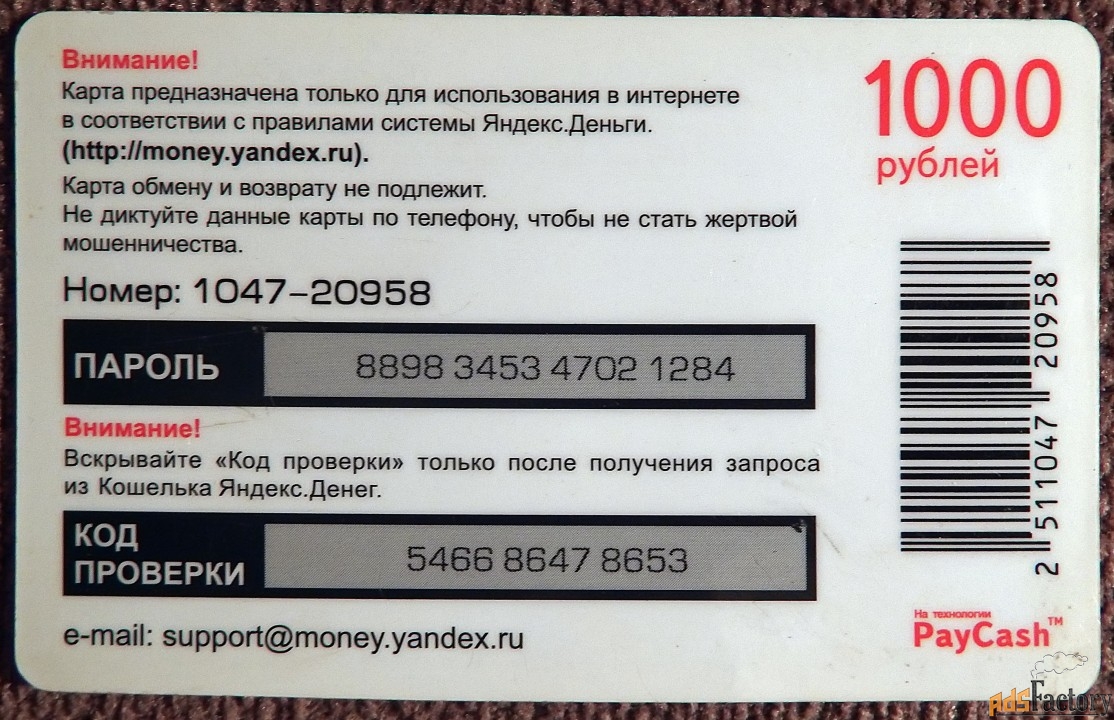 Внимание!
Карта предназначена только для использования в интернете
в соответствии с правилами системы Яндекс.Деньги.
(http://money.yandex.ru).
Карта обмену и возврату не подлежит.
Не диктуйте данные карты по телефону, чтобы не стать жертвой
мошенничества.
Номер: 1047-20958
ПАРОЛЬ 8898 3453 4702 1284
Внимание!
Вскрывайте «Код проверки» только после получения запроса
из Кошелька Яндекс.Денег.
КОД
ПРОВЕРКИ 5466 8647 8653
e-mail: support@money.yandex.ru
1000
рублей
2 511047 20958
На технологии
PayCash™
AdsFactory